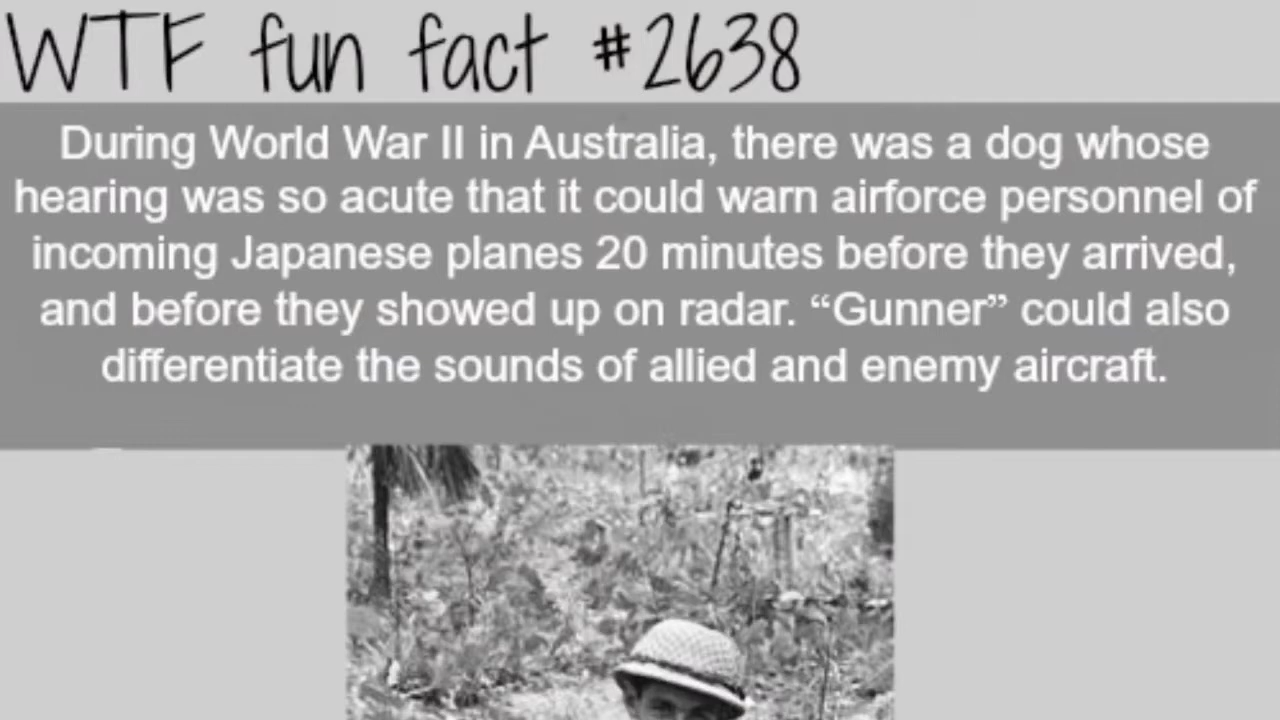 WTF fun fact #2638
During World War II in Australia, there was a dog whose
hearing was so acute that it could warn airforce personnel of
incoming Japanese planes 20 minutes before they arrived,
and before they showed up on radar. “Gunner” could also
differentiate the sounds of allied and enemy aircraft.